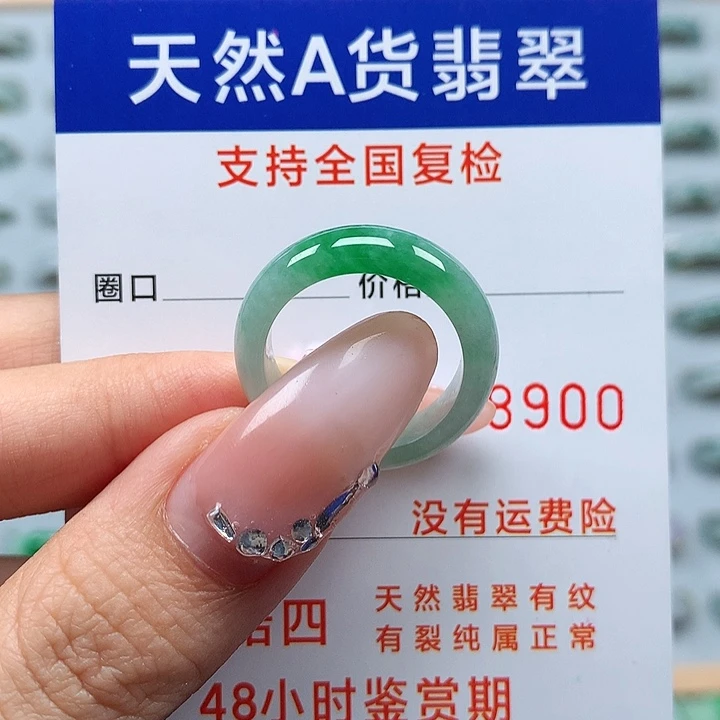 天然A货翡翠
支持全国复检
圈口 价格
8900
没有运费险
四 天然翡翠有纹
有裂纯属正常
48小时鉴赏期